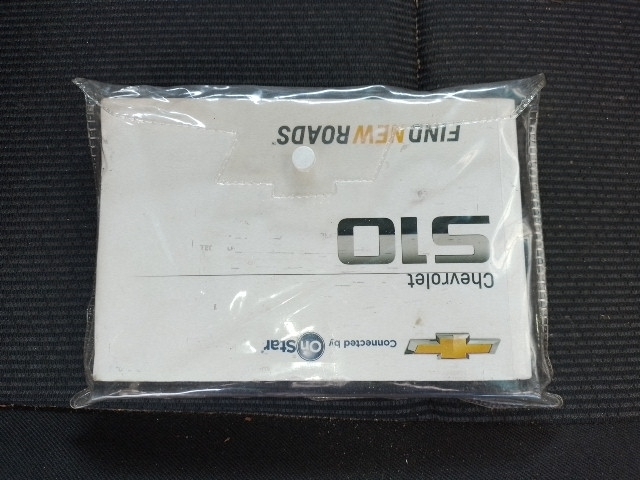 Connected by OnStar
Chevrolet
S10
FIND NEW ROADS